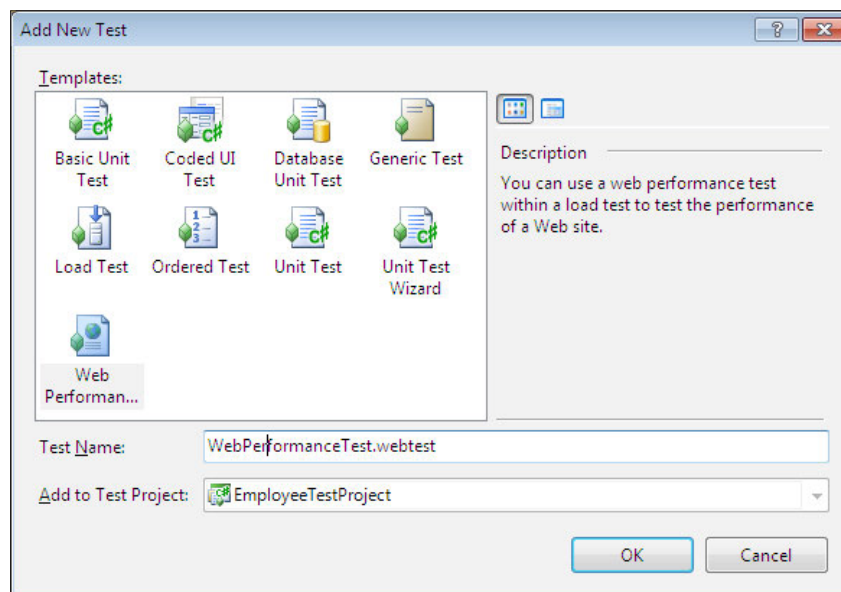 Add New Test
Templates:
Basic Unit
Test
Coded UI
Test
Database
Unit Test
Generic Test
Load Test
Ordered Test
Unit Test
Unit Test
Wizard
Web
Performan...
Description
You can use a web performance test
within a load test to test the performance
of a Web site.
Test Name:
WebPerformanceTest.webtest
Add to Test Project:
EmployeeTestProject
OK
Cancel